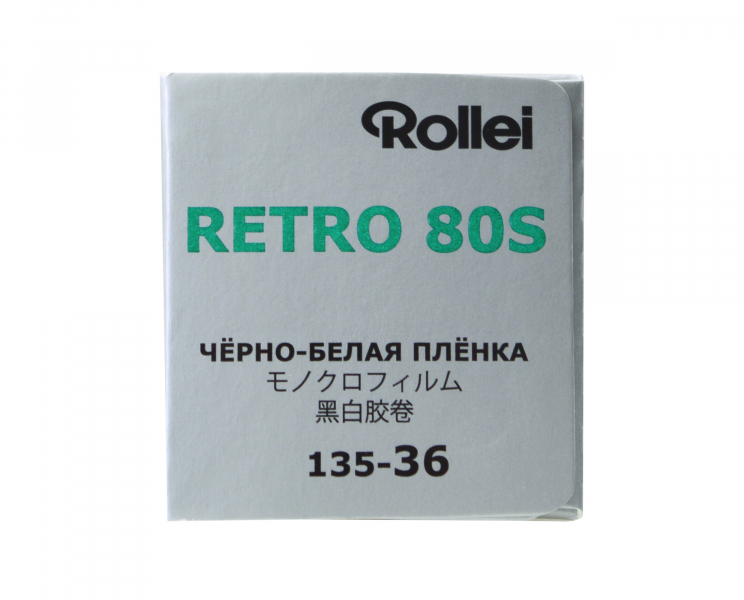 Rollei
RETRO 80S
ЧЁРНО-БЕЛАЯ ПЛЁНКА
モノクロフィルム
黑白胶卷
135-36